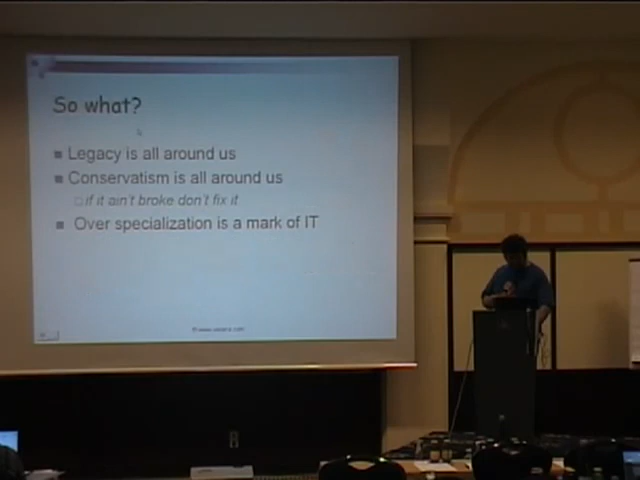 So what?
Legacy is all around us
Conservatism is all around us
if it ain't broke don't fix it
Over specialization is a mark of IT